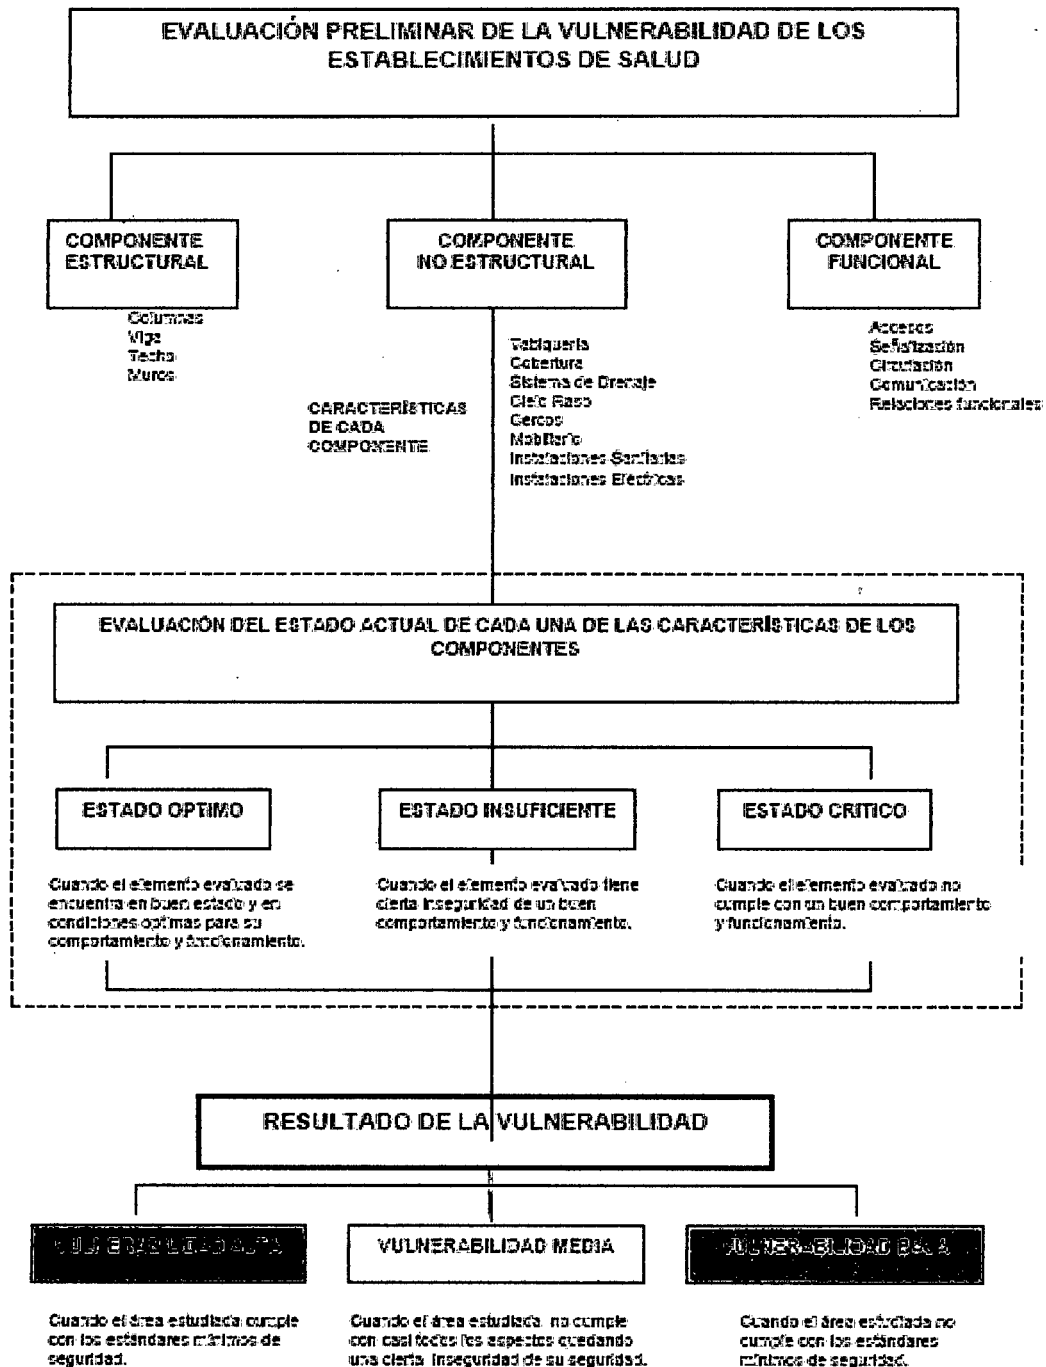 EVALUACIÓN PRELIMINAR DE LA VULNERABILIDAD DE LOS
ESTABLECIMIENTOS DE SALUD
COMPONENTE
ESTRUCTURAL
COMPONENTE
NO ESTRUCTURAL
COMPONENTE
FUNCIONAL
Columnas
Viga
Techo
Muros
CARACTERÍSTICAS
DE CADA
COMPONENTE
Tabiquería
Cobertura
Sistema de Drenaje
Cielo Raso
Cercos
Mobiliario
Instalaciones Sanitarias
Instalaciones Eléctricas
Accesos
Señalización
Circulación
Comunicación
Relaciones funcionales
EVALUACIÓN DEL ESTADO ACTUAL DE CADA UNA DE LAS CARACTERÍSTICAS DE LOS
COMPONENTES
ESTADO OPTIMO
ESTADO INSUFICIENTE
ESTADO CRITICO
Cuando el elemento evaluado se
encuentra en buen estado y en
condiciones optimas para su
comportamiento y funcionamiento.
Cuando el elemento evaluado tiene
cierta inseguridad de un buen
comportamiento y funcionamiento.
Cuando el elemento evaluado no
cumple con un buen comportamiento
y funcionamiento.
RESULTADO DE LA VULNERABILIDAD
VULNERABILIDAD ALTA
VULNERABILIDAD MEDIA
VULNERABILIDAD BAJA
Cuando el área estudiada cumple
con los estándares mínimos de
seguridad.
Cuando el área estudiada, no cumple
con casi todos los aspectos quedando
una cierta inseguridad de su seguridad.
Cuando el área estudiada no
cumple con los estándares
mínimos de seguridad.